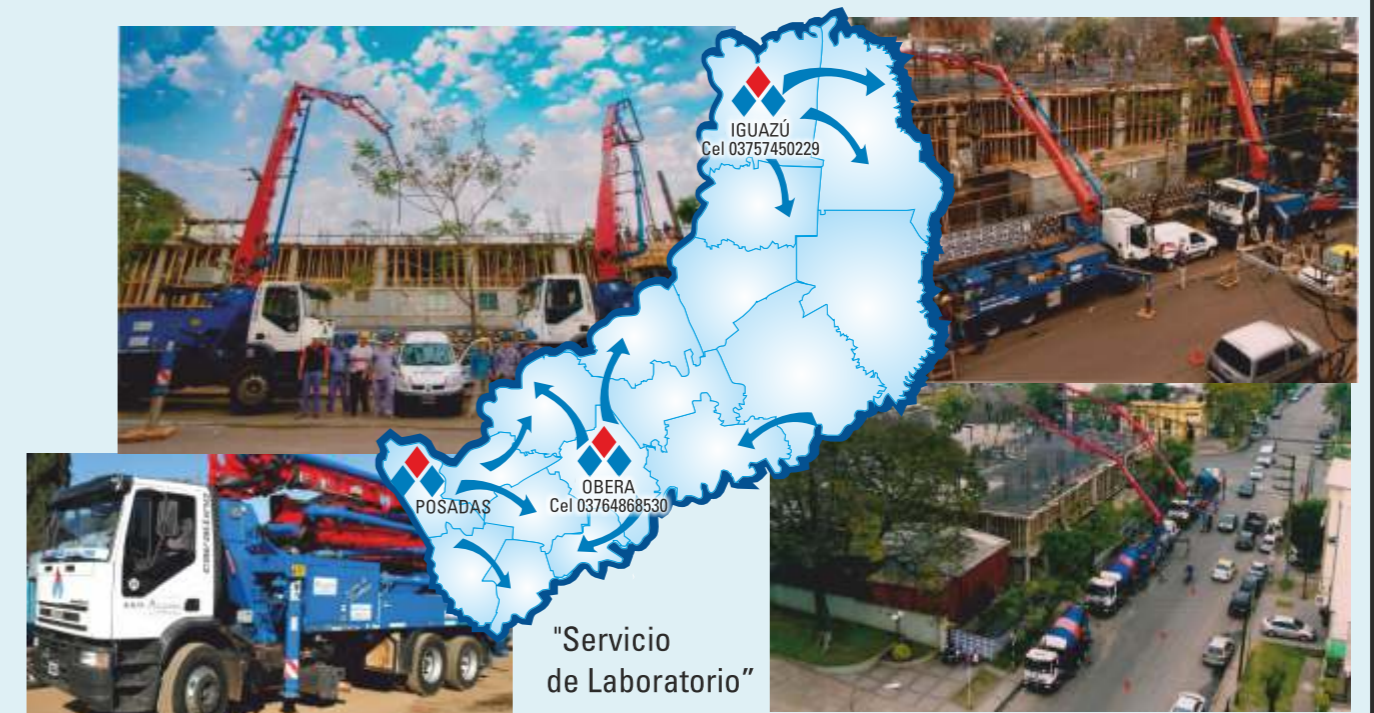 IGUAZÚ
Cel 03757450229
POSADAS
OBERA
Cel 03764868530
"Servicio
de Laboratorio”